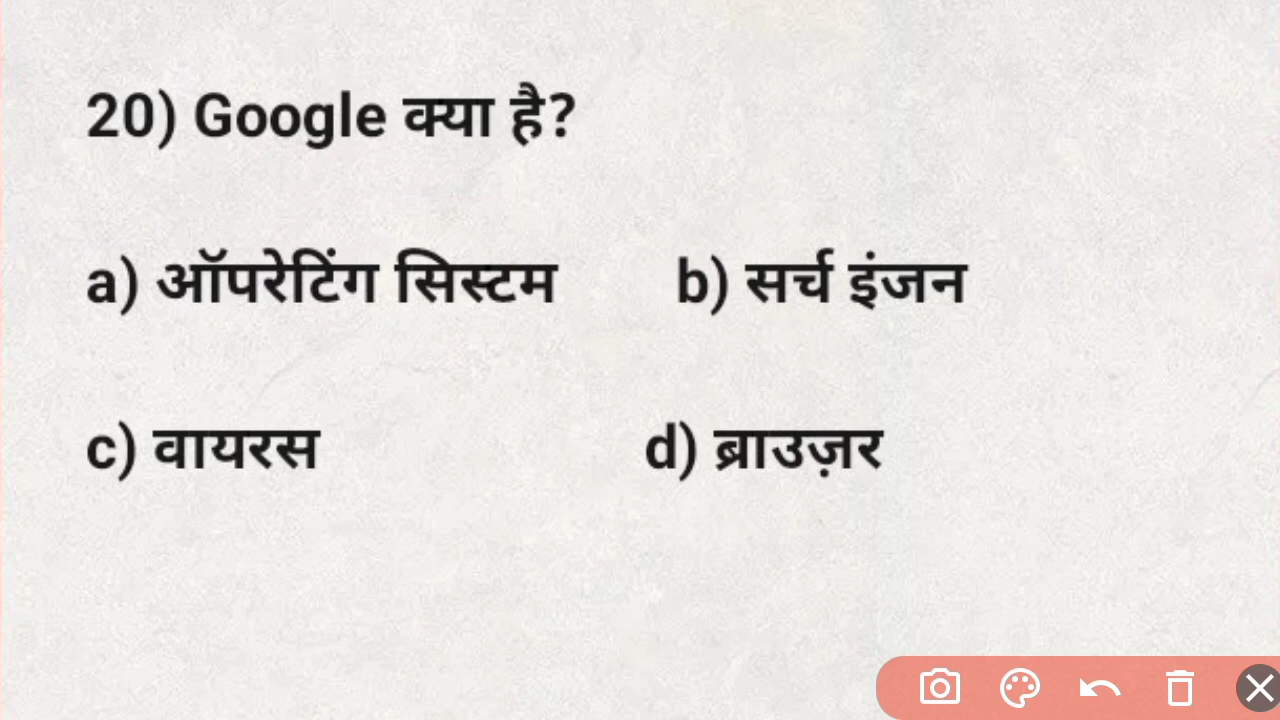 20) Google क्या है?
a) ऑपरेटिंग सिस्टम b) सर्च इंजन
c) वायरस d) ब्राउज़र